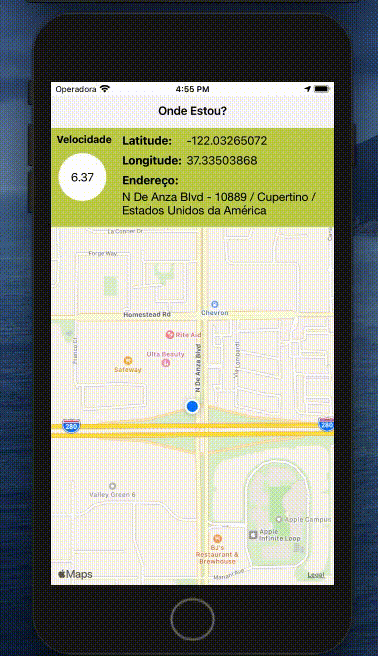 Operadora 4:55 PM
Onde Estou?
Velocidade
6.37
Latitude: -122.03265072
Longitude: 37.33503868
Endereço:
N De Anza Blvd - 10889 / Cupertino /
Estados Unidos da América
La Conner Dr
Forge Way
Homestead Rd
Chevron
Rite Aid
Ulta Beauty
Safeway
N De Anza Blvd
Franco Ct
280
280
Valley Green 6
Apple Campus
Apple
Infinite Loop
BJ's
Restaurant &
Brewhouse
Mariani Ave
Maps
Legal